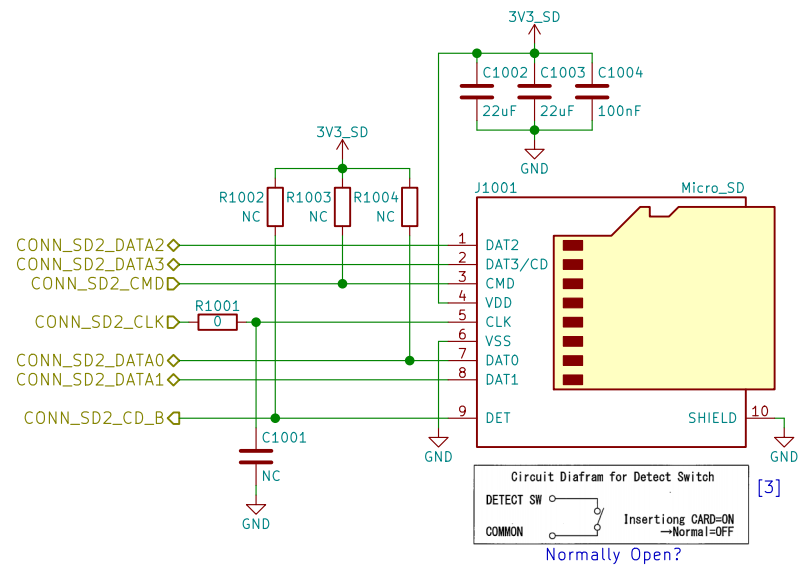 3V3_SD
C1002 C1003 C1004
22uF 22uF 100nF
GND
3V3_SD
R1002 R1003 R1004
NC NC NC
J1001 Micro_SD
CONN_SD2_DATA2 1 DAT2
CONN_SD2_DATA3 2 DAT3/CD
CONN_SD2_CMD 3 CMD
4 VDD
R1001
CONN_SD2_CLK 0 5 CLK
6 VSS
CONN_SD2_DATA0 7 DAT0
CONN_SD2_DATA1 8 DAT1
CONN_SD2_CD_B 9 DET SHIELD 10
C1001
NC
GND
GND
GND
Circuit Diafram for Detect Switch
DETECT SW
Insertiong CARD=ON
COMMON →Normal=OFF
[3]
Normally Open?